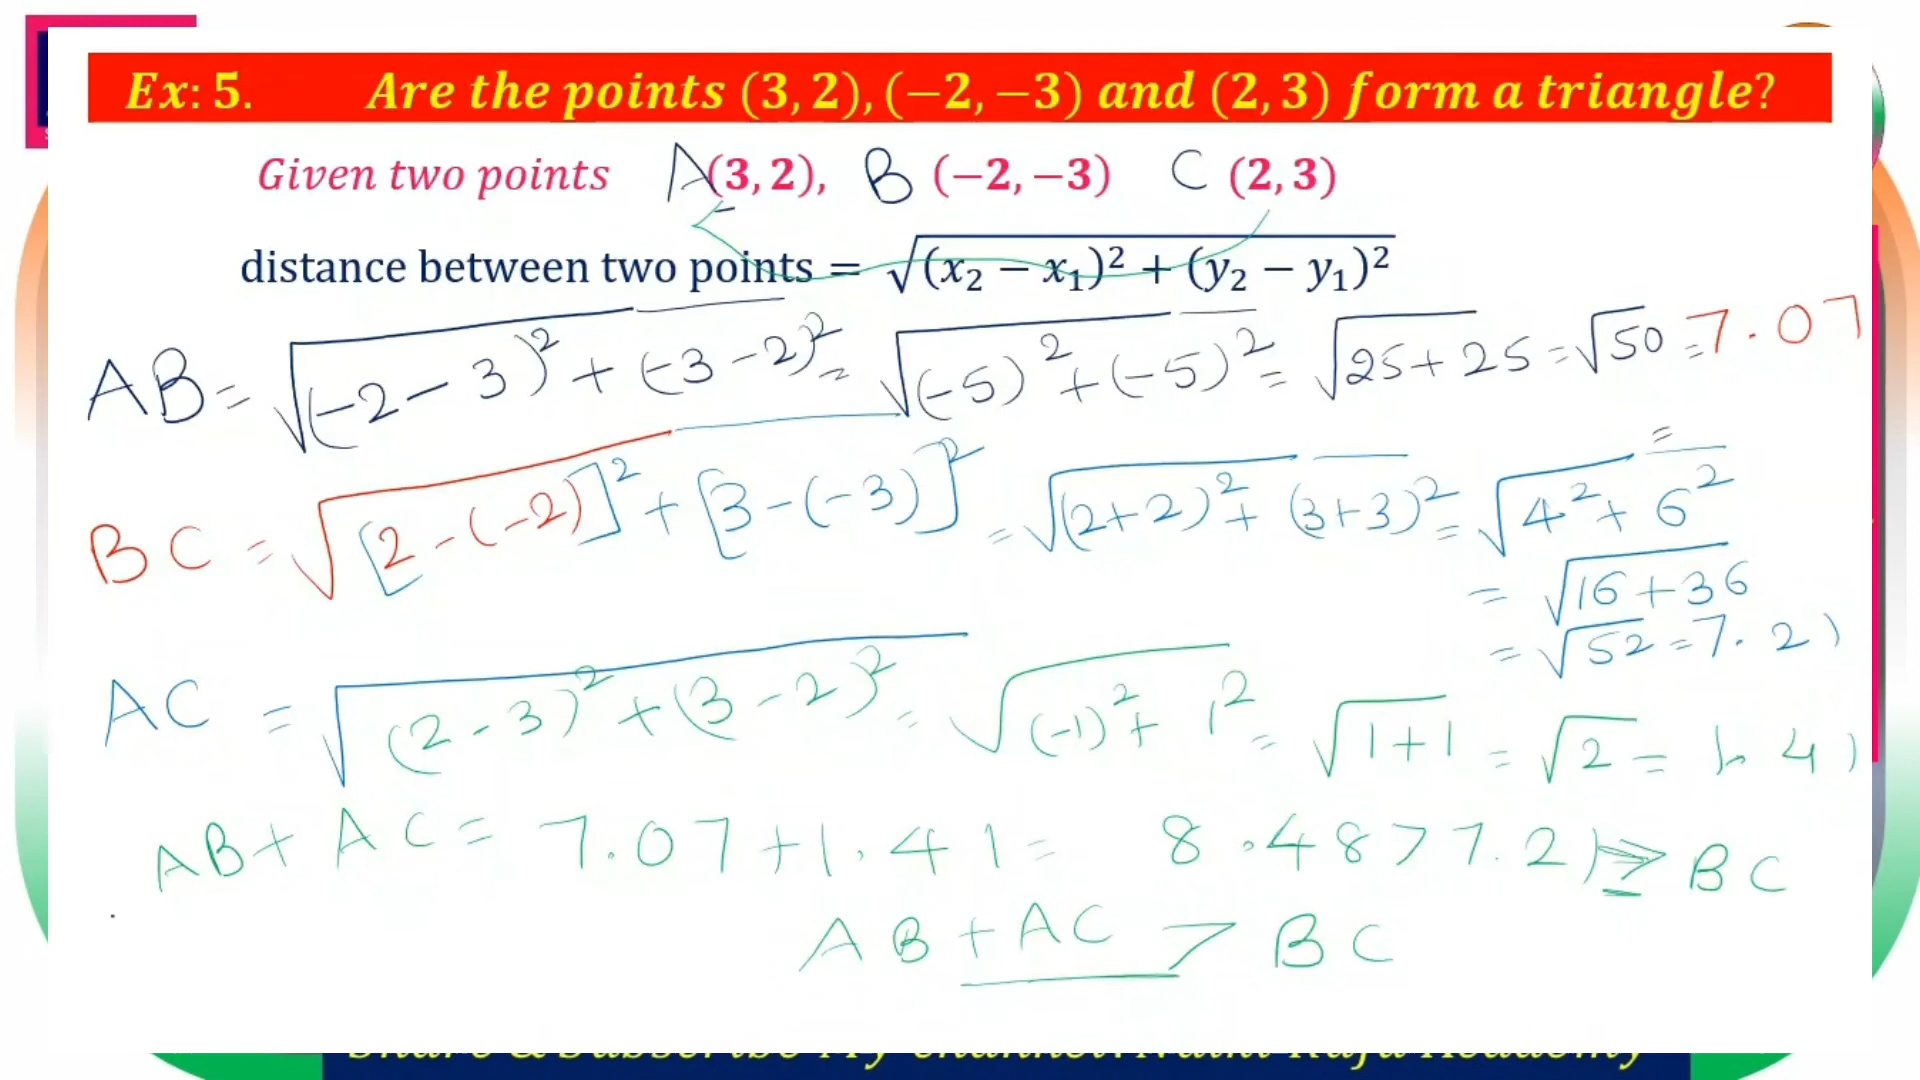 Ex: 5. Are the points (3, 2), (−2, −3) and (2, 3) form a triangle?
Given two points A(3, 2), B (−2, −3) C (2, 3)
distance between two points = √(x₂ − x₁)² + (y₂ − y₁)²
AB = √(-2-3)² + (-3-2)² = √(-5)² + (-5)² = √25+25 = √50 = 7.07
BC = √[2-(-2)]² + [3-(-3)]² = √(2+2)² + (3+3)² = √4² + 6²
= √16+36
= √52 = 7.21
AC = √(2-3)² + (3-2)² = √(-1)² + 1² = √1+1 = √2 = 1.41
AB + AC = 7.07 + 1.41 = 8.48 > 7.21 > BC
AB + AC > BC